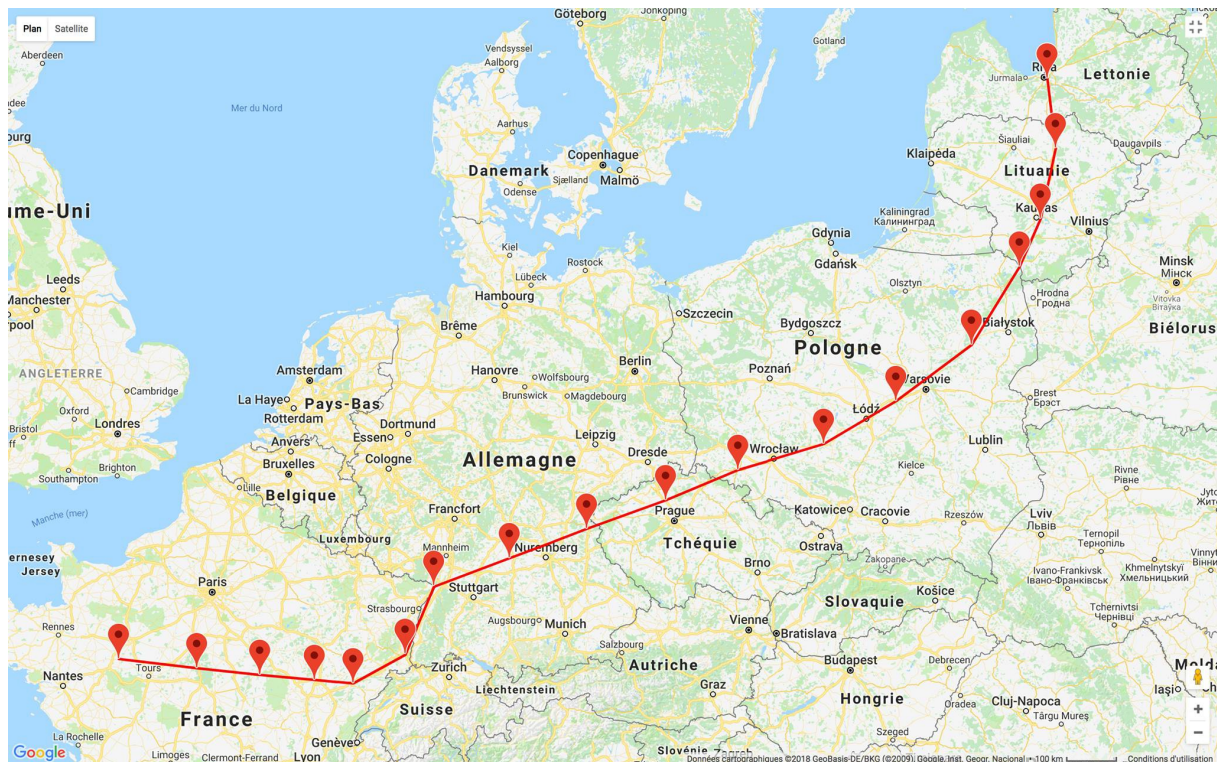 Plan Satellite
Göteborg
Jönköping
Gotland
Aberdeen
Vendsyssel
Aalborg
Jurmala
Lettonie
Mer du Nord
Aarhus
Šiauliai
Daugavpils
Klaipėda
Copenhague
Danemark
Lituanie
Sjælland
Malmö
Odense
Kaliningrad
Калининград
Vilnius
Gdynia
Kiel
Gdańsk
Minsk
Мінск
Rostock
Lübeck
Leeds
Olsztyn
Hambourg
Hrodna
Гродна
Vitovka
Manchester
Szczecin
Białystok
Bydgoszcz
Brême
Pologne
Berlin
Amsterdam
Hanovre
Wolfsbourg
Poznań
ANGLETERRE
Cambridge
Brunswick
Magdebourg
Brest
Брэст
La Haye
Pays-Bas
Oxford
Rotterdam
Łódź
Londres
Dortmund
Bristol
Leipzig
Anvers
Essen
Lublin
Wrocław
Dresde
Cologne
Allemagne
Bruxelles
Kielce
Brighton
Southampton
Rivne
Рівне
Lille
Belgique
Francfort
Katowice
Cracovie
Rzeszów
Manche (mer)
Prague
Lviv
Львів
Luxembourg
Tchéquie
Ostrava
Ternopil
Тернопіль
Mannheim
Nuremberg
Zakopane
Brno
Jersey
Ivano-Frankivsk
Івано-Франківськ
Khmelnytskyï
Хмельницький
Paris
Stuttgart
Košice
Slovaquie
Strasbourg
Tchernivtsi
Чернівці
Rennes
Augsbourg
Munich
Vienne
Bratislava
Salzbourg
Tours
Zurich
Autriche
Budapest
Debrecen
Nantes
Liechtenstein
Graz
Iași
Hongrie
Oradea
Cluj-Napoca
France
Suisse
Târgu Mureș
La Rochelle
Genève
Szeged
Limoges
Clermont-Ferrand
Lyon
Slovénie
Zagreb
Google
Données cartographiques ©2018 GeoBasis-DE/BKG (©2009), Google, Inst. Geogr. Nacional
100 km
Conditions d'utilisation